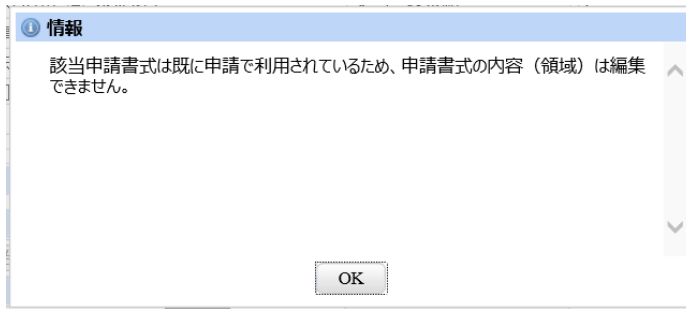 情報
該当申請書式は既に申請で利用されているため、申請書式の内容（領域）は編集
できません。
OK